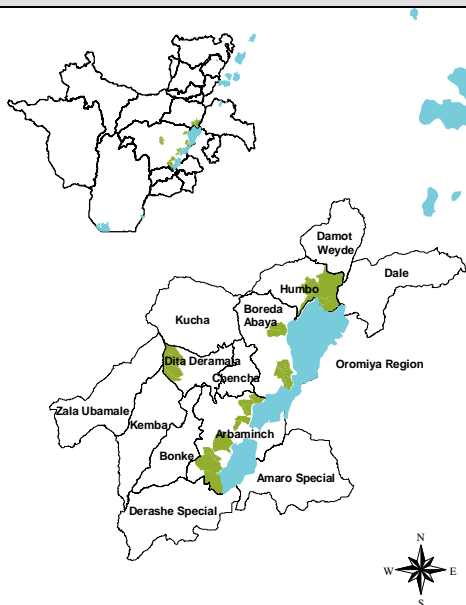 Damot
Weyde
Dale
Humbo
Boreda
Abaya
Kucha
Oromiya Region
Dita Deramala
Chencha
Zala Ubamale
Kemba
Arbaminch
Bonke
Amaro Special
Derashe Special
N
W
E
S